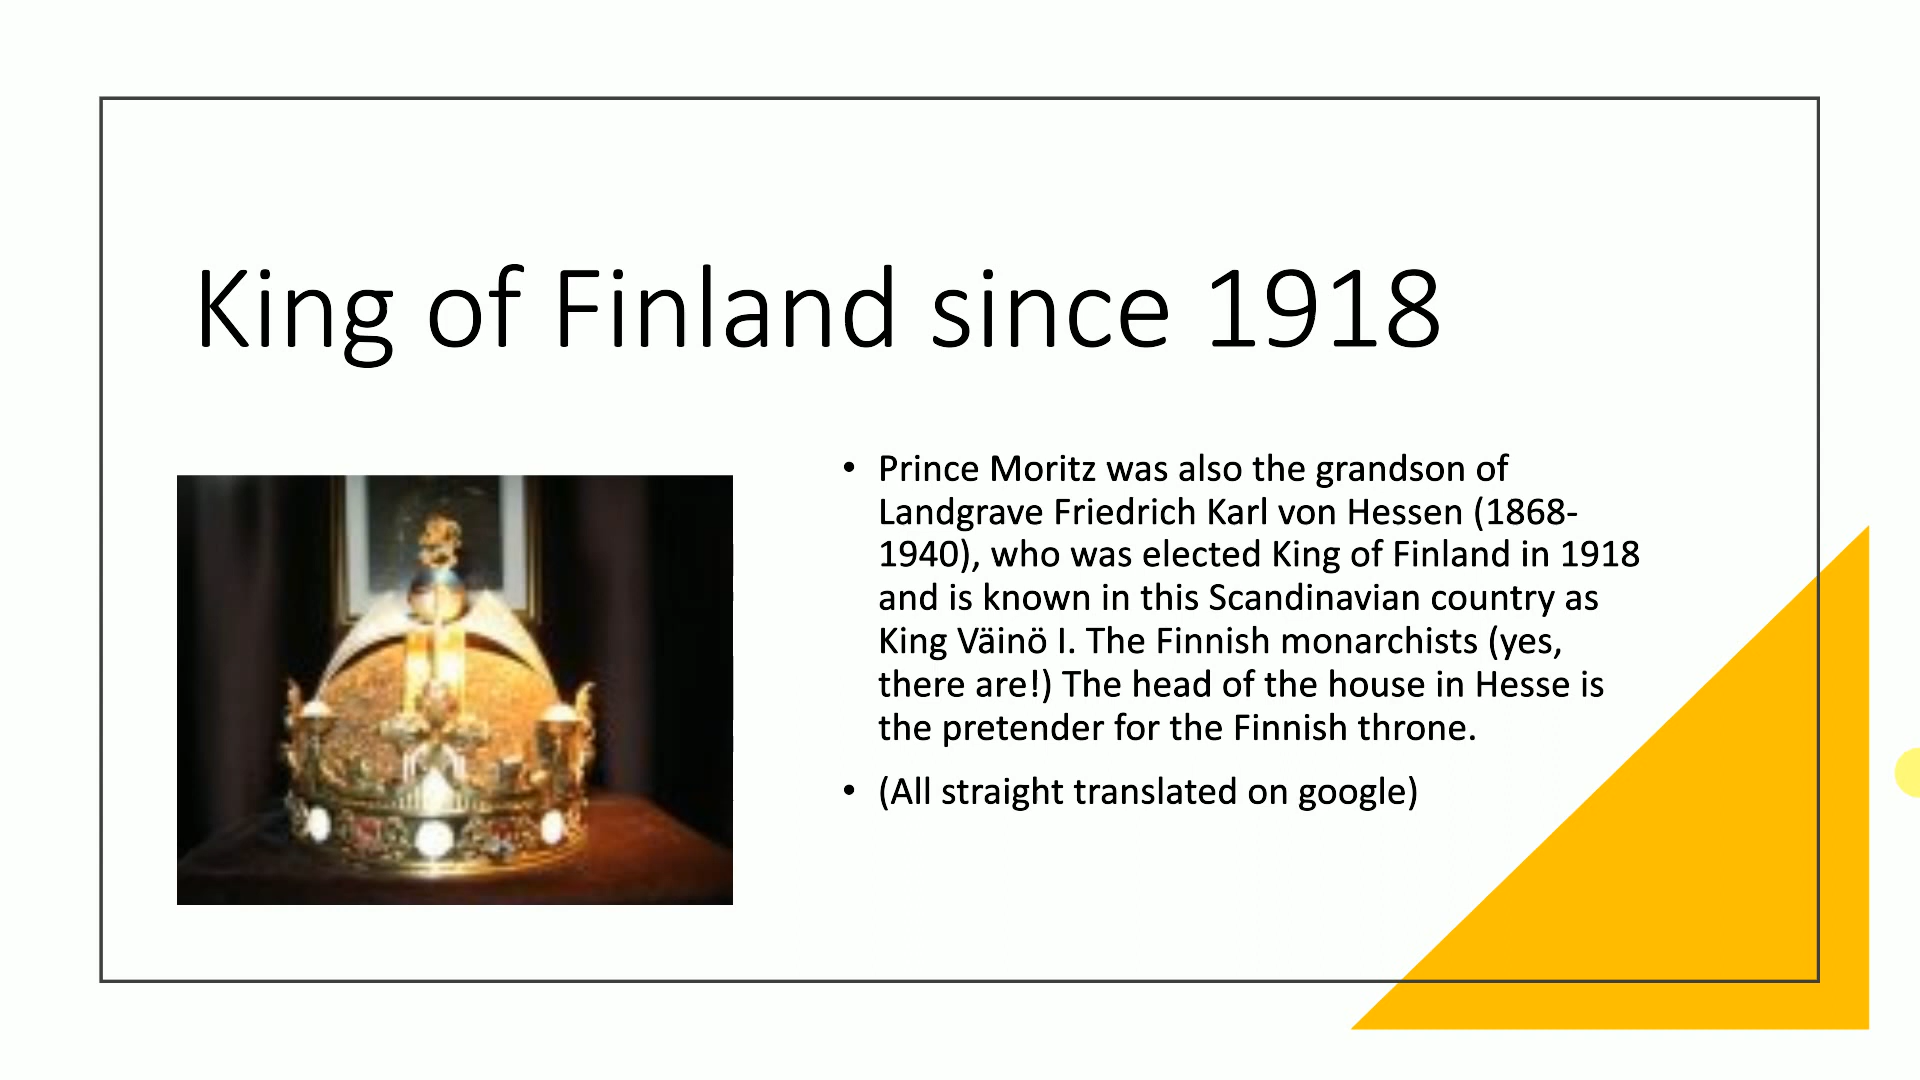 King of Finland since 1918
• Prince Moritz was also the grandson of
Landgrave Friedrich Karl von Hessen (1868-
1940), who was elected King of Finland in 1918
and is known in this Scandinavian country as
King Väinö I. The Finnish monarchists (yes,
there are!) The head of the house in Hesse is
the pretender for the Finnish throne.
• (All straight translated on google)